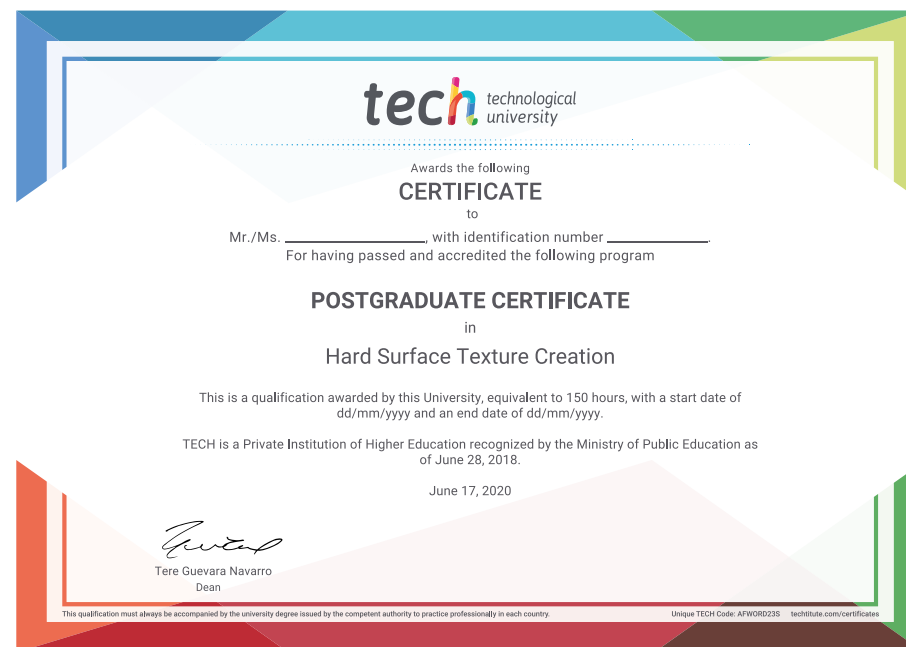 tech technological
university
Awards the following
CERTIFICATE
to
Mr./Ms. ____________________, with identification number ______________.
For having passed and accredited the following program
POSTGRADUATE CERTIFICATE
in
Hard Surface Texture Creation
This is a qualification awarded by this University, equivalent to 150 hours, with a start date of
dd/mm/yyyy and an end date of dd/mm/yyyy.
TECH is a Private Institution of Higher Education recognized by the Ministry of Public Education as
of June 28, 2018.
June 17, 2020
Tere Guevara Navarro
Dean
This qualification must always be accompanied by the university degree issued by the competent authority to practice professionally in each country.
Unique TECH Code: AFWORD23S techtitute.com/certificates